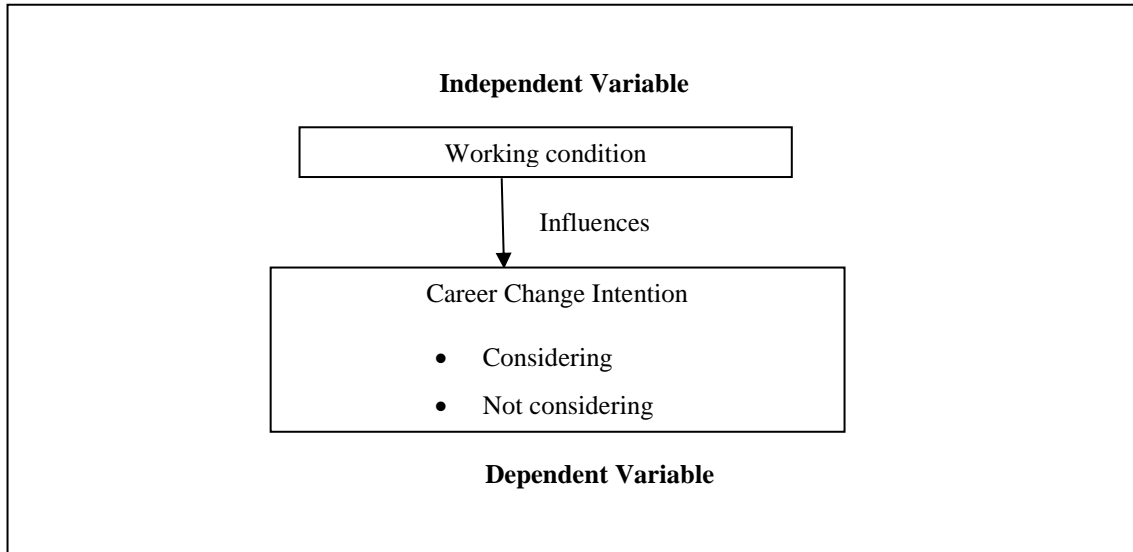 Independent Variable
Working condition
Influences
Career Change Intention
• Considering
• Not considering
Dependent Variable